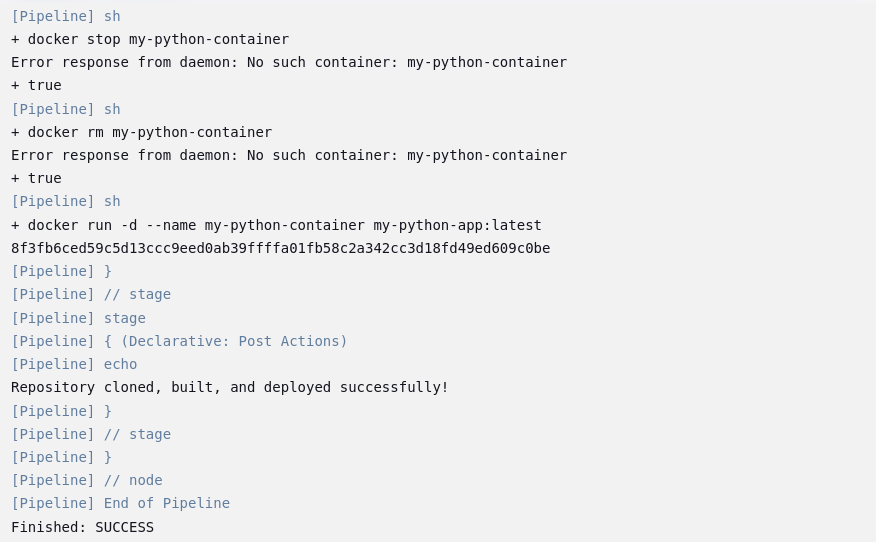 [Pipeline] sh
+ docker stop my-python-container
Error response from daemon: No such container: my-python-container
+ true
[Pipeline] sh
+ docker rm my-python-container
Error response from daemon: No such container: my-python-container
+ true
[Pipeline] sh
+ docker run -d --name my-python-container my-python-app:latest
8f3fb6ced59c5d13ccc9eed0ab39ffffa01fb58c2a342cc3d18fd49ed609c0be
[Pipeline] }
[Pipeline] // stage
[Pipeline] stage
[Pipeline] { (Declarative: Post Actions)
[Pipeline] echo
Repository cloned, built, and deployed successfully!
[Pipeline] }
[Pipeline] // stage
[Pipeline] }
[Pipeline] // node
[Pipeline] End of Pipeline
Finished: SUCCESS